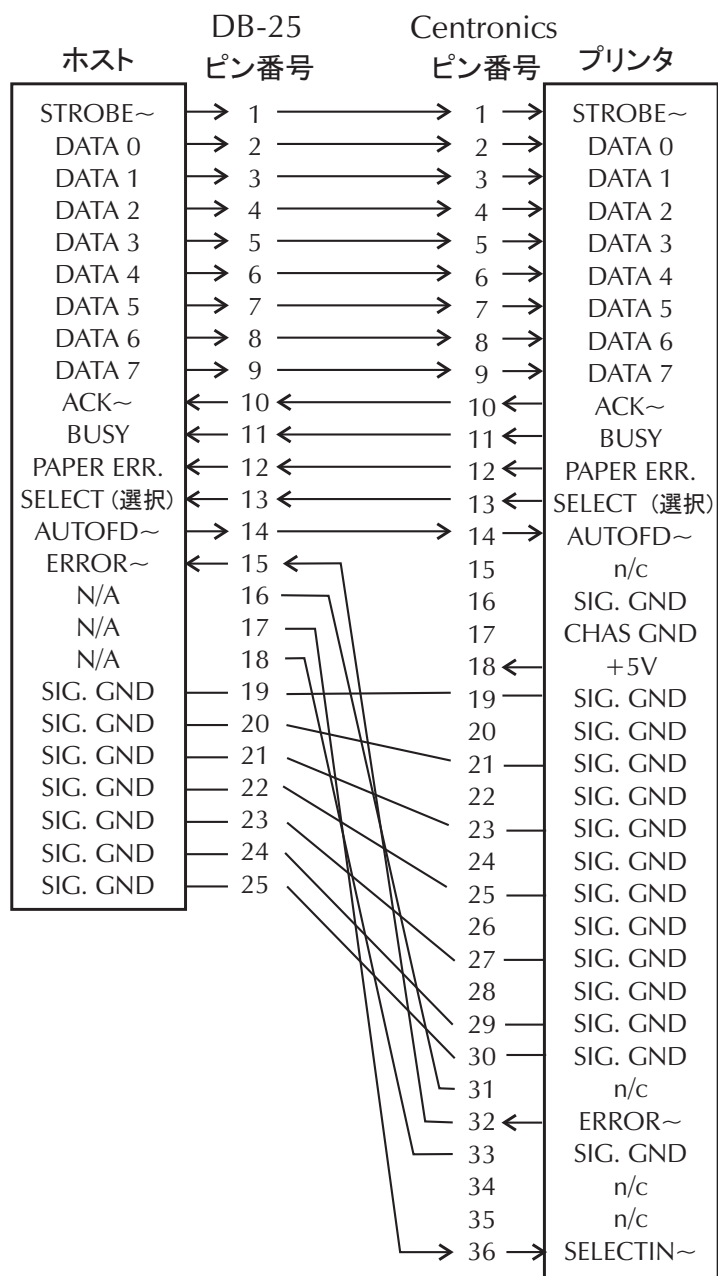 DB-25 Centronics
ホスト ピン番号 ピン番号 プリンタ
STROBE~ 1 1 STROBE~
DATA 0 2 2 DATA 0
DATA 1 3 3 DATA 1
DATA 2 4 4 DATA 2
DATA 3 5 5 DATA 3
DATA 4 6 6 DATA 4
DATA 5 7 7 DATA 5
DATA 6 8 8 DATA 6
DATA 7 9 9 DATA 7
ACK~ 10 10 ACK~
BUSY 11 11 BUSY
PAPER ERR. 12 12 PAPER ERR.
SELECT (選択) 13 13 SELECT (選択)
AUTOFD~ 14 14 AUTOFD~
ERROR~ 15 15 n/c
N/A 16 16 SIG. GND
N/A 17 17 CHAS GND
N/A 18 18 +5V
SIG. GND 19 19 SIG. GND
SIG. GND 20 20 SIG. GND
SIG. GND 21 21 SIG. GND
SIG. GND 22 22 SIG. GND
SIG. GND 23 23 SIG. GND
SIG. GND 24 24 SIG. GND
SIG. GND 25 25 SIG. GND
26 SIG. GND
27 SIG. GND
28 SIG. GND
29 SIG. GND
30 SIG. GND
31 n/c
32 ERROR~
33 SIG. GND
34 n/c
35 n/c
36 SELECTIN~